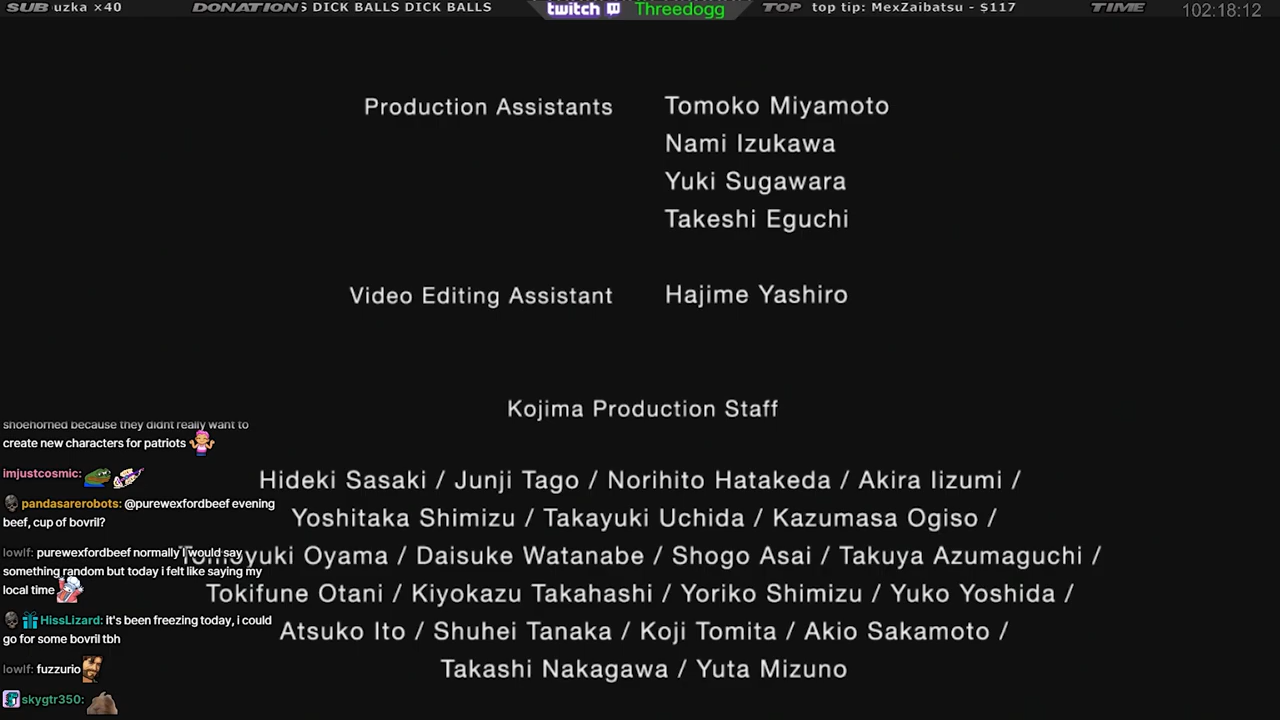 SUB uzka ×40 DONATION S DICK BALLS DICK BALLS twitch Threedogg TOP top tip: MexZaibatsu - $117 TIME 102:18:12
Production Assistants Tomoko Miyamoto
Nami Izukawa
Yuki Sugawara
Takeshi Eguchi
Video Editing Assistant Hajime Yashiro
Kojima Production Staff
Hideki Sasaki / Junji Tago / Norihito Hatakeda / Akira Iizumi /
Yoshitaka Shimizu / Takayuki Uchida / Kazumasa Ogiso /
Tomoyuki Oyama / Daisuke Watanabe / Shogo Asai / Takuya Azumaguchi /
Tokifune Otani / Kiyokazu Takahashi / Yoriko Shimizu / Yuko Yoshida /
Atsuko Ito / Shuhei Tanaka / Koji Tomita / Akio Sakamoto /
Takashi Nakagawa / Yuta Mizuno
shoehorned because they didnt really want to
create new characters for patriots
imjustcosmic:
pandasarerobots: @purewexfordbeef evening
beef, cup of bovril?
lowlf: purewexfordbeef normally I would say
something random but today i felt like saying my
local time
HissLizard: it's been freezing today, i could
go for some bovril tbh
lowlf: fuzzurio
skygtr350: